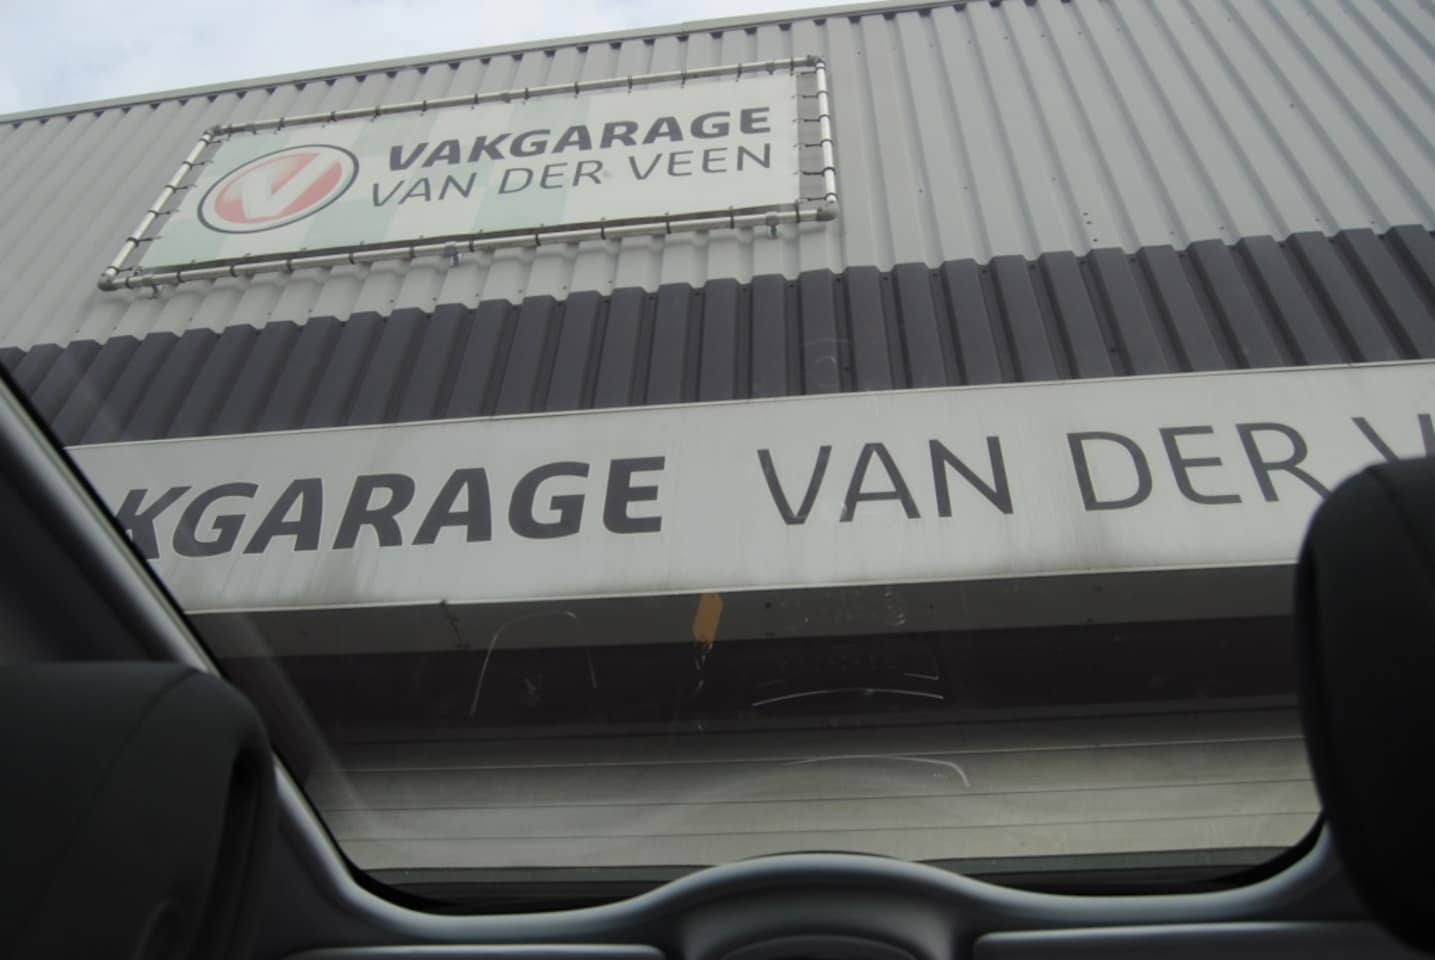 VAKGARAGE
VAN DER VEEN
KGARAGE VAN DER V